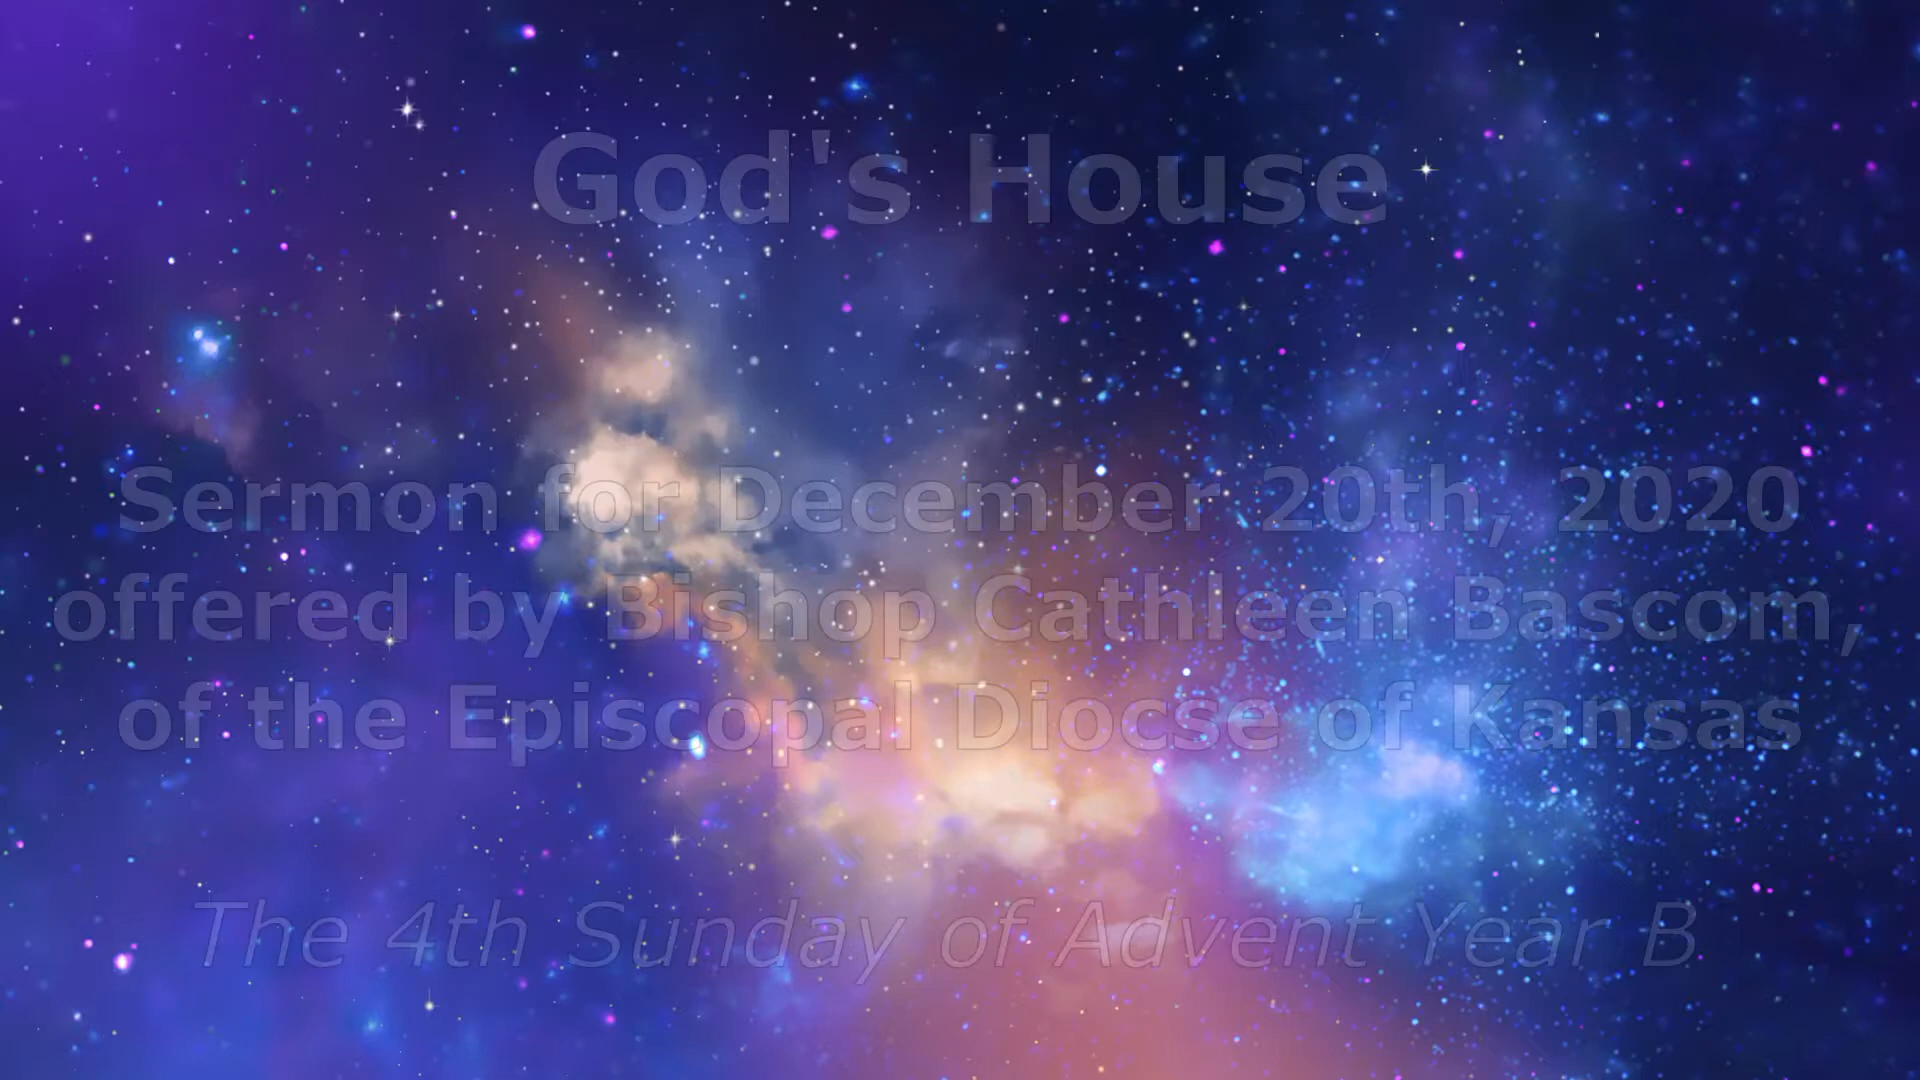 God's House
Sermon for December 20th, 2020
offered by Bishop Cathleen Bascom,
of the Episcopal Diocse of Kansas
The 4th Sunday of Advent Year B